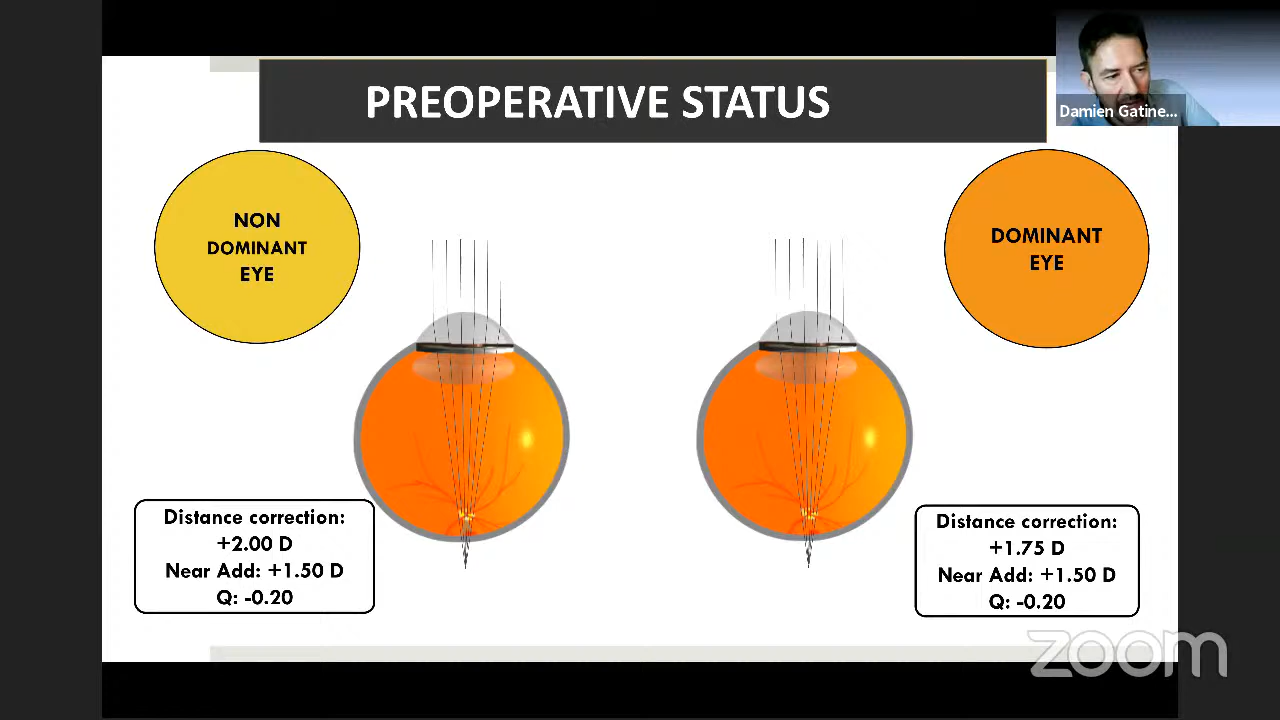 PREOPERATIVE STATUS
Damien Gatine...
NON
DOMINANT
EYE
DOMINANT
EYE
Distance correction:
+2.00 D
Near Add: +1.50 D
Q: -0.20
Distance correction:
+1.75 D
Near Add: +1.50 D
Q: -0.20
zoom